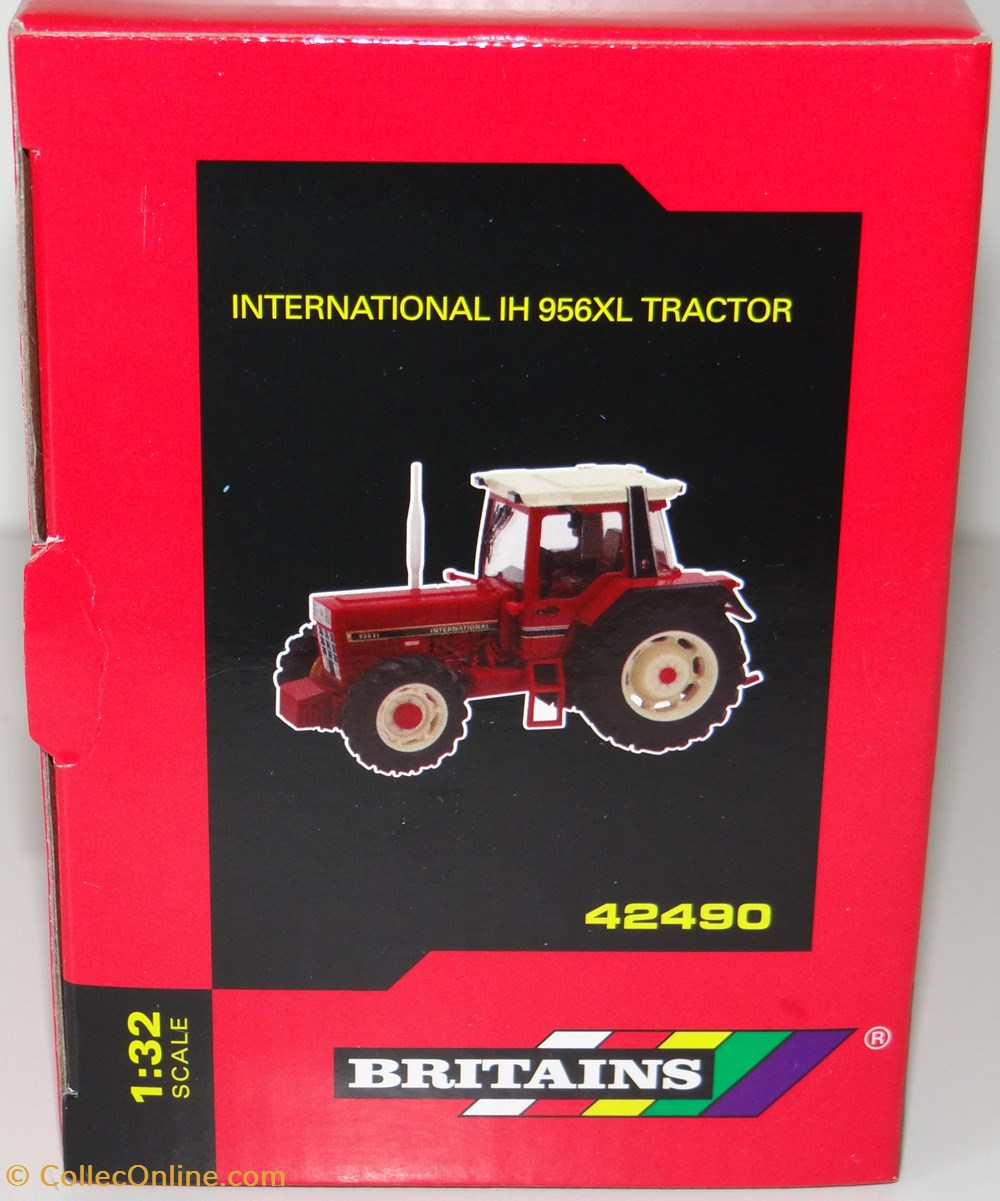 INTERNATIONAL IH 956XL TRACTOR
956XL
INTERNATIONAL
42490
1:32
SCALE
BRITAINS ®
© CollecOnline.com